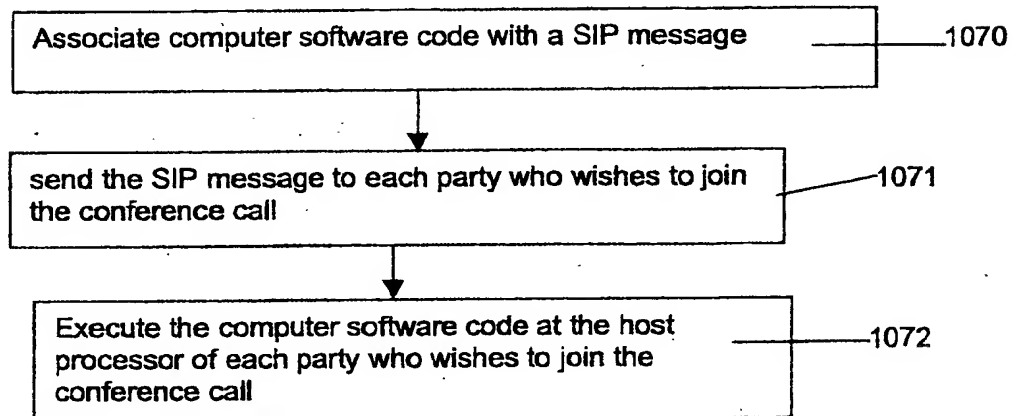 Associate computer software code with a SIP message
1070
send the SIP message to each party who wishes to join
the conference call
1071
Execute the computer software code at the host
processor of each party who wishes to join the
conference call
1072